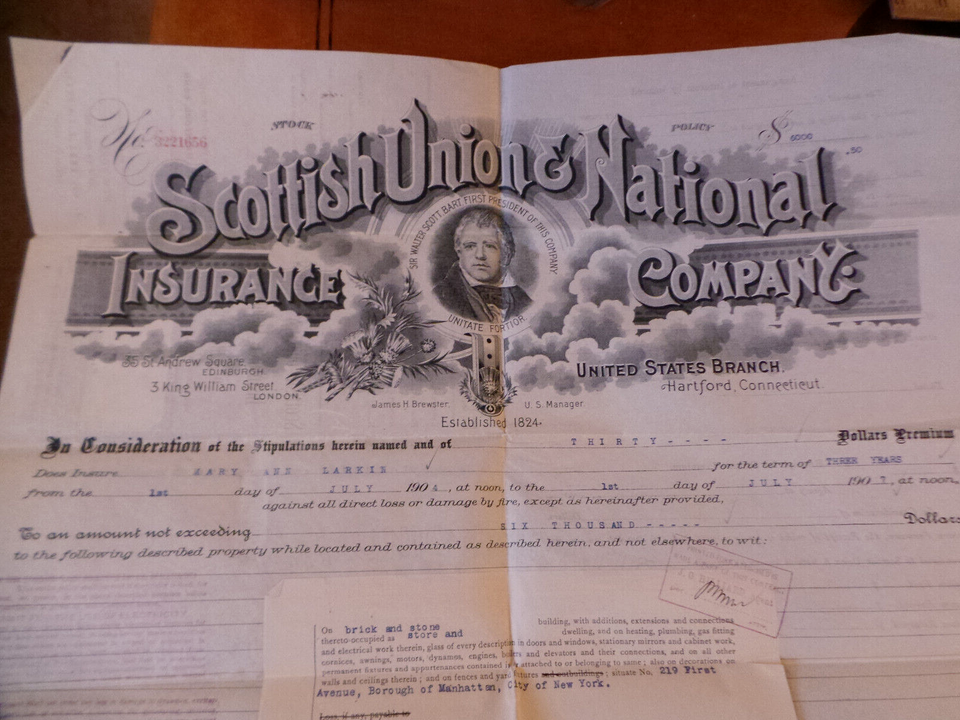 No 3221656
STOCK
POLICY
$ 6000
.50
Scottish Union & National
INSURANCE COMPANY.
SIR WALTER SCOTT BART FIRST PRESIDENT OF THIS COMPANY.
UNITATE FORTIOR
35 St. Andrew Square.
EDINBURGH.
3 King William Street.
LONDON.
UNITED STATES BRANCH.
Hartford, Connecticut.
James H. Brewster. U.S. Manager.
Established 1824.
In Consideration of the Stipulations herein named and of THIRTY---- Dollars Premium
Does Insure MARY ANN LARKIN for the term of THREE YEARS
from the 1st day of JULY 1904, at noon, to the 1st day of JULY 1907, at noon,
against all direct loss or damage by fire, except as hereinafter provided,
To an amount not exceeding SIX THOUSAND----- Dollars
to the following described property while located and contained as described herein, and not elsewhere, to wit:
On brick and stone building, with additions, extensions and connections
thereto occupied as store and dwelling, and on heating, plumbing, gas fitting
and electrical work therein, glass of every description in doors and windows, stationary mirrors and cabinet work,
cornices, awnings, motors, dynamos, engines, boilers and elevators and their connections, and on all other
permanent fixtures and appurtenances contained in attached to or belonging to same; also on decorations on
walls and ceilings therein; and on fences and yard fixtures and outbuildings; situate No. 219 First
Avenue, Borough of Manhattan, City of New York.
Loss, if any, payable to